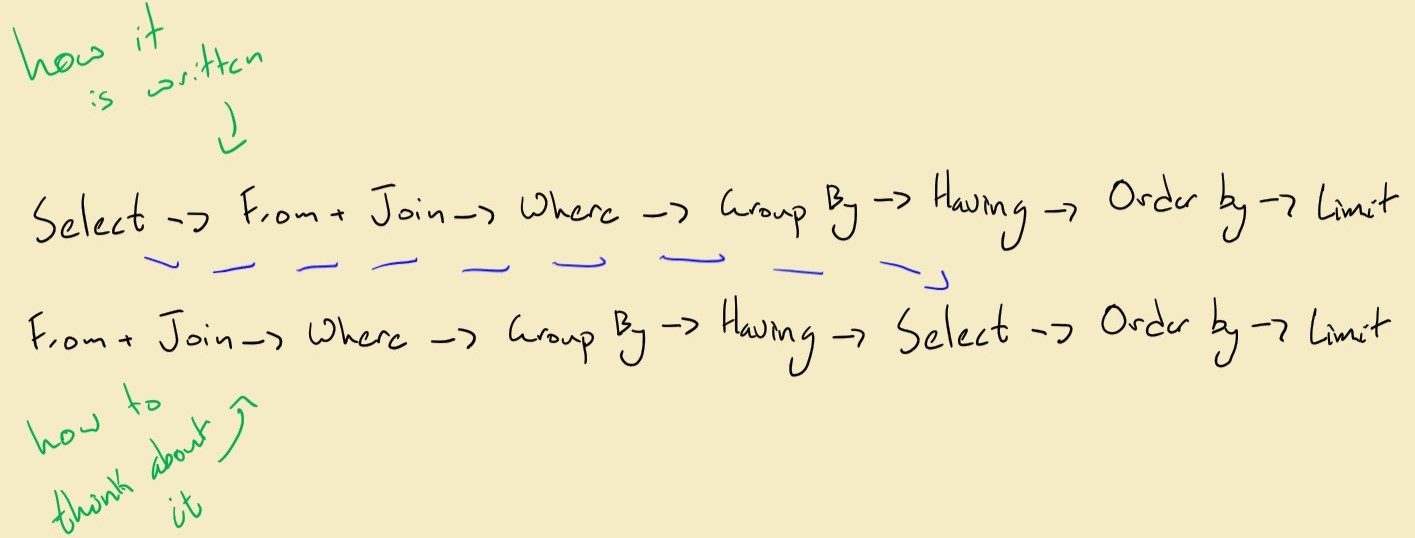 how it
is written
Select -> From + Join -> Where -> Group By -> Having -> Order by -> Limit
From + Join -> Where -> Group By -> Having -> Select -> Order by -> Limit
how to
think about
it